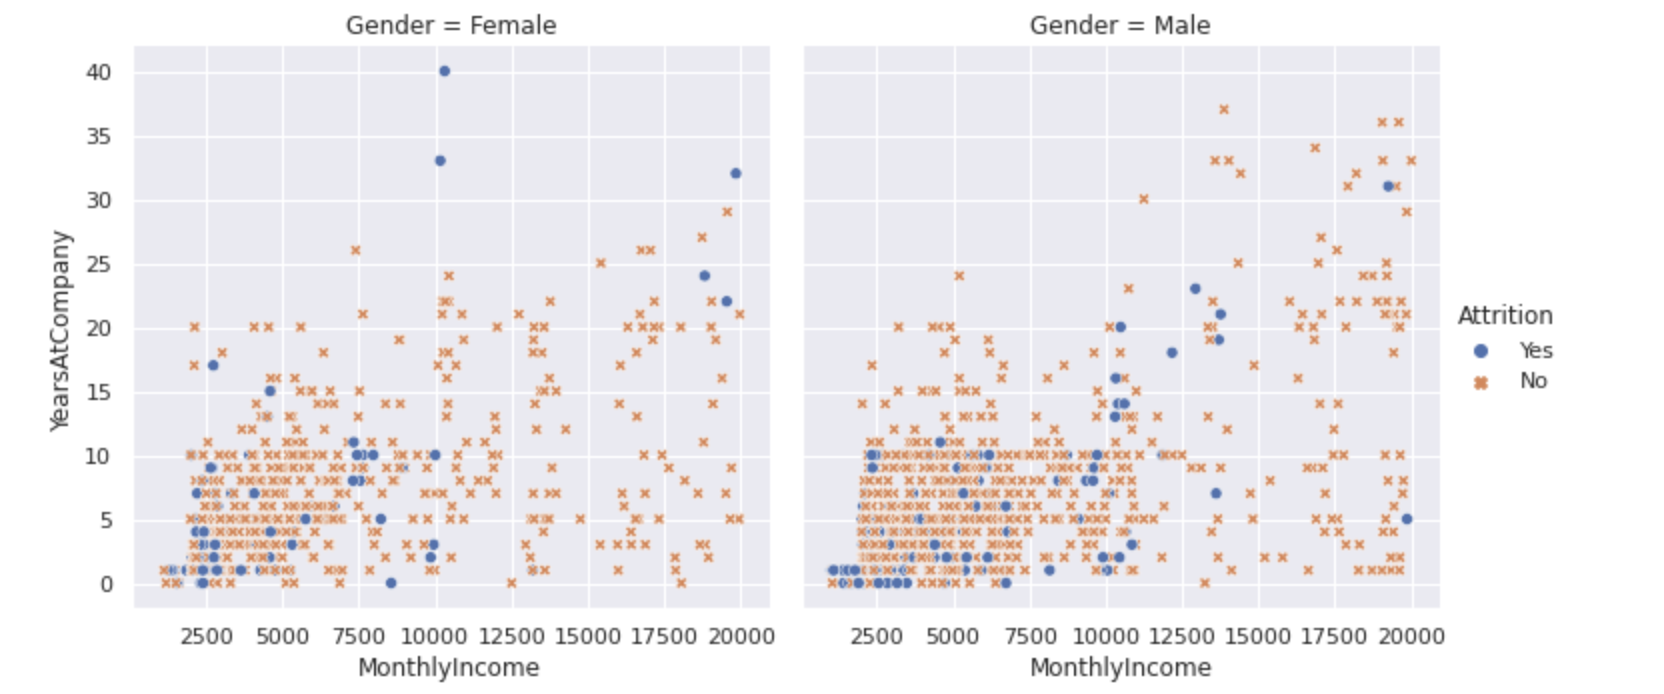 Gender = Female
Gender = Male
YearsAtCompany
40
35
30
25
20
15
10
5
0
2500 5000 7500 10000 12500 15000 17500 20000
2500 5000 7500 10000 12500 15000 17500 20000
MonthlyIncome
MonthlyIncome
Attrition
Yes
No